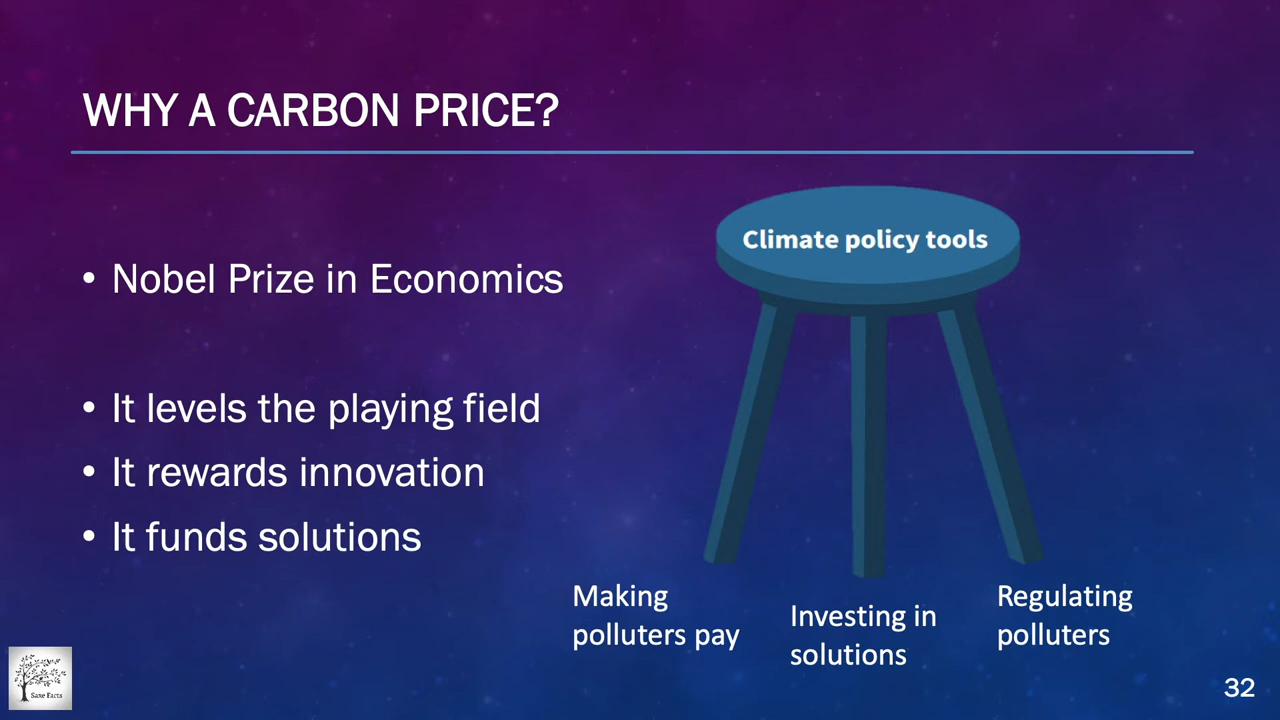 WHY A CARBON PRICE?
• Nobel Prize in Economics
• It levels the playing field
• It rewards innovation
• It funds solutions
Climate policy tools
Making
polluters pay
Investing in
solutions
Regulating
polluters
Saxe Facts
32